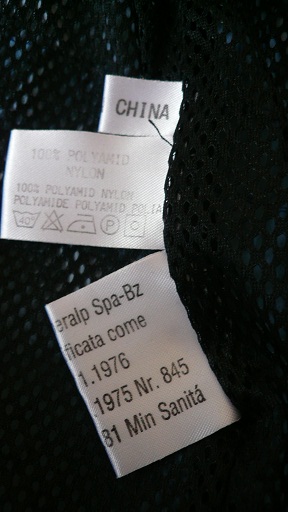 CHINA
100% POLYAMID
NYLON
100% POLYAMID NYLON
POLYAMIDE POLYAMID
40°
P
eralp Spa-Bz
ficata come
1.1976
1975 Nr. 845
81 Min Sanitá